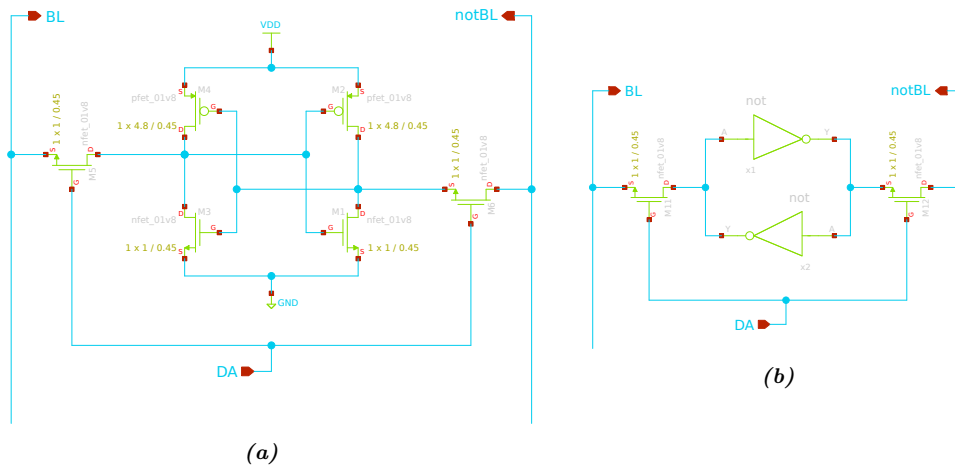 BL
notBL
VDD
S
M4
pfet_01v8
G
1 x 4.8 / 0.45
D
S
M2
pfet_01v8
G
1 x 4.8 / 0.45
D
1 x 1 / 0.45
nfet_01v8
S
D
G
M5
1 x 1 / 0.45
nfet_01v8
S
D
G
M6
D
M3
nfet_01v8
G
1 x 1 / 0.45
S
D
M1
nfet_01v8
G
1 x 1 / 0.45
S
GND
DA
(a)
BL
notBL
not
A
Y
x1
1 x 1 / 0.45
nfet_01v8
S
D
G
M11
1 x 1 / 0.45
nfet_01v8
S
D
G
M12
not
Y
A
x2
DA
(b)